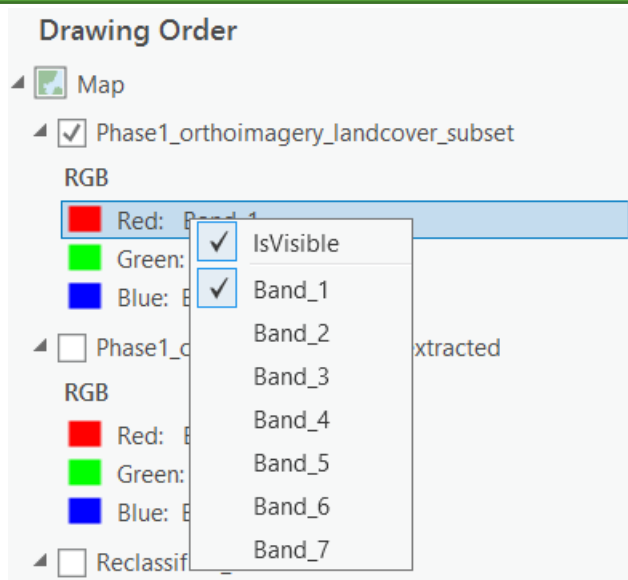 Drawing Order
Map
Phase1_orthoimagery_landcover_subset
RGB
Red: Band_1
IsVisible
Green:
Band_1
Blue:
Band_2
Phase1_
xtracted
Band_3
RGB
Band_4
Red:
Band_5
Green:
Band_6
Blue:
Band_7
Reclassif